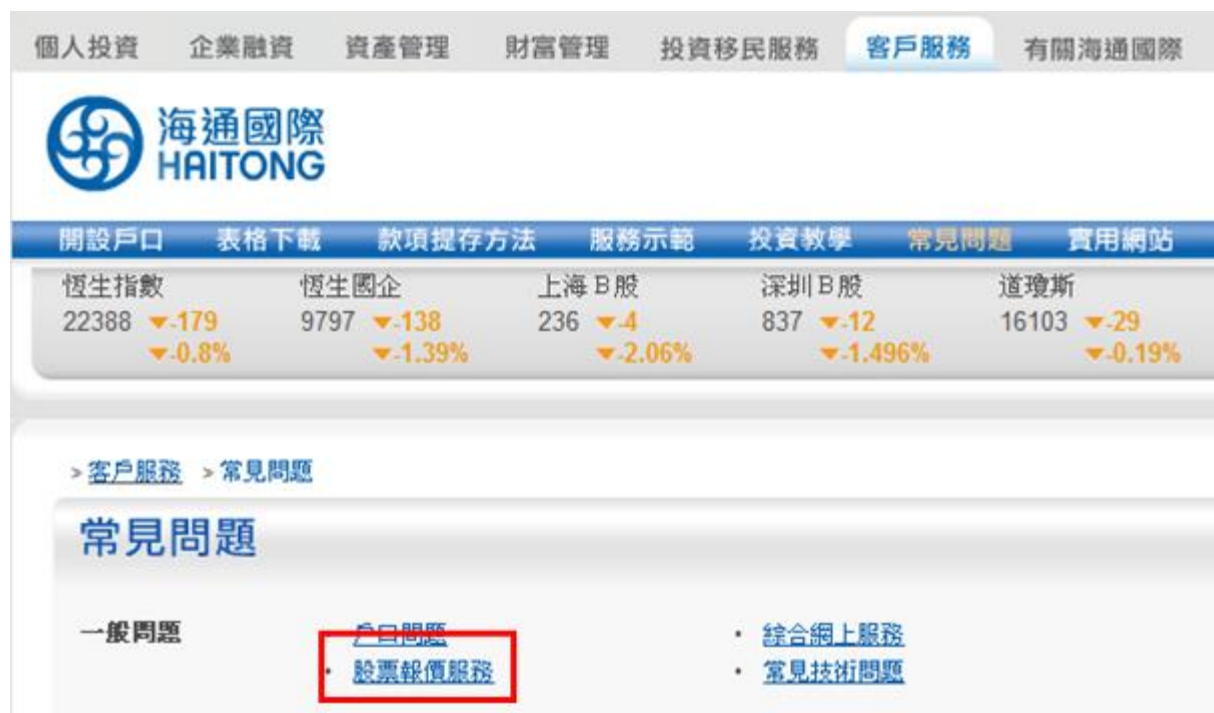 個人投資 企業融資 資產管理 財富管理 投資移民服務 客戶服務 有關海通國際
海通國際
HAITONG
開設戶口 表格下載 款項提存方法 服務示範 投資教學 常見問題 實用網站
恆生指數 恆生國企 上海 B 股 深圳 B 股 道瓊斯
22388 ▼-179 9797 ▼-138 236 ▼-4 837 ▼-12 16103 ▼-29
▼-0.8% ▼-1.39% ▼-2.06% ▼-1.496% ▼-0.19%
> 客戶服務 > 常見問題
常見問題
一般問題 · 戶口問題 · 綜合網上服務
· 股票報價服務 · 常見技術問題